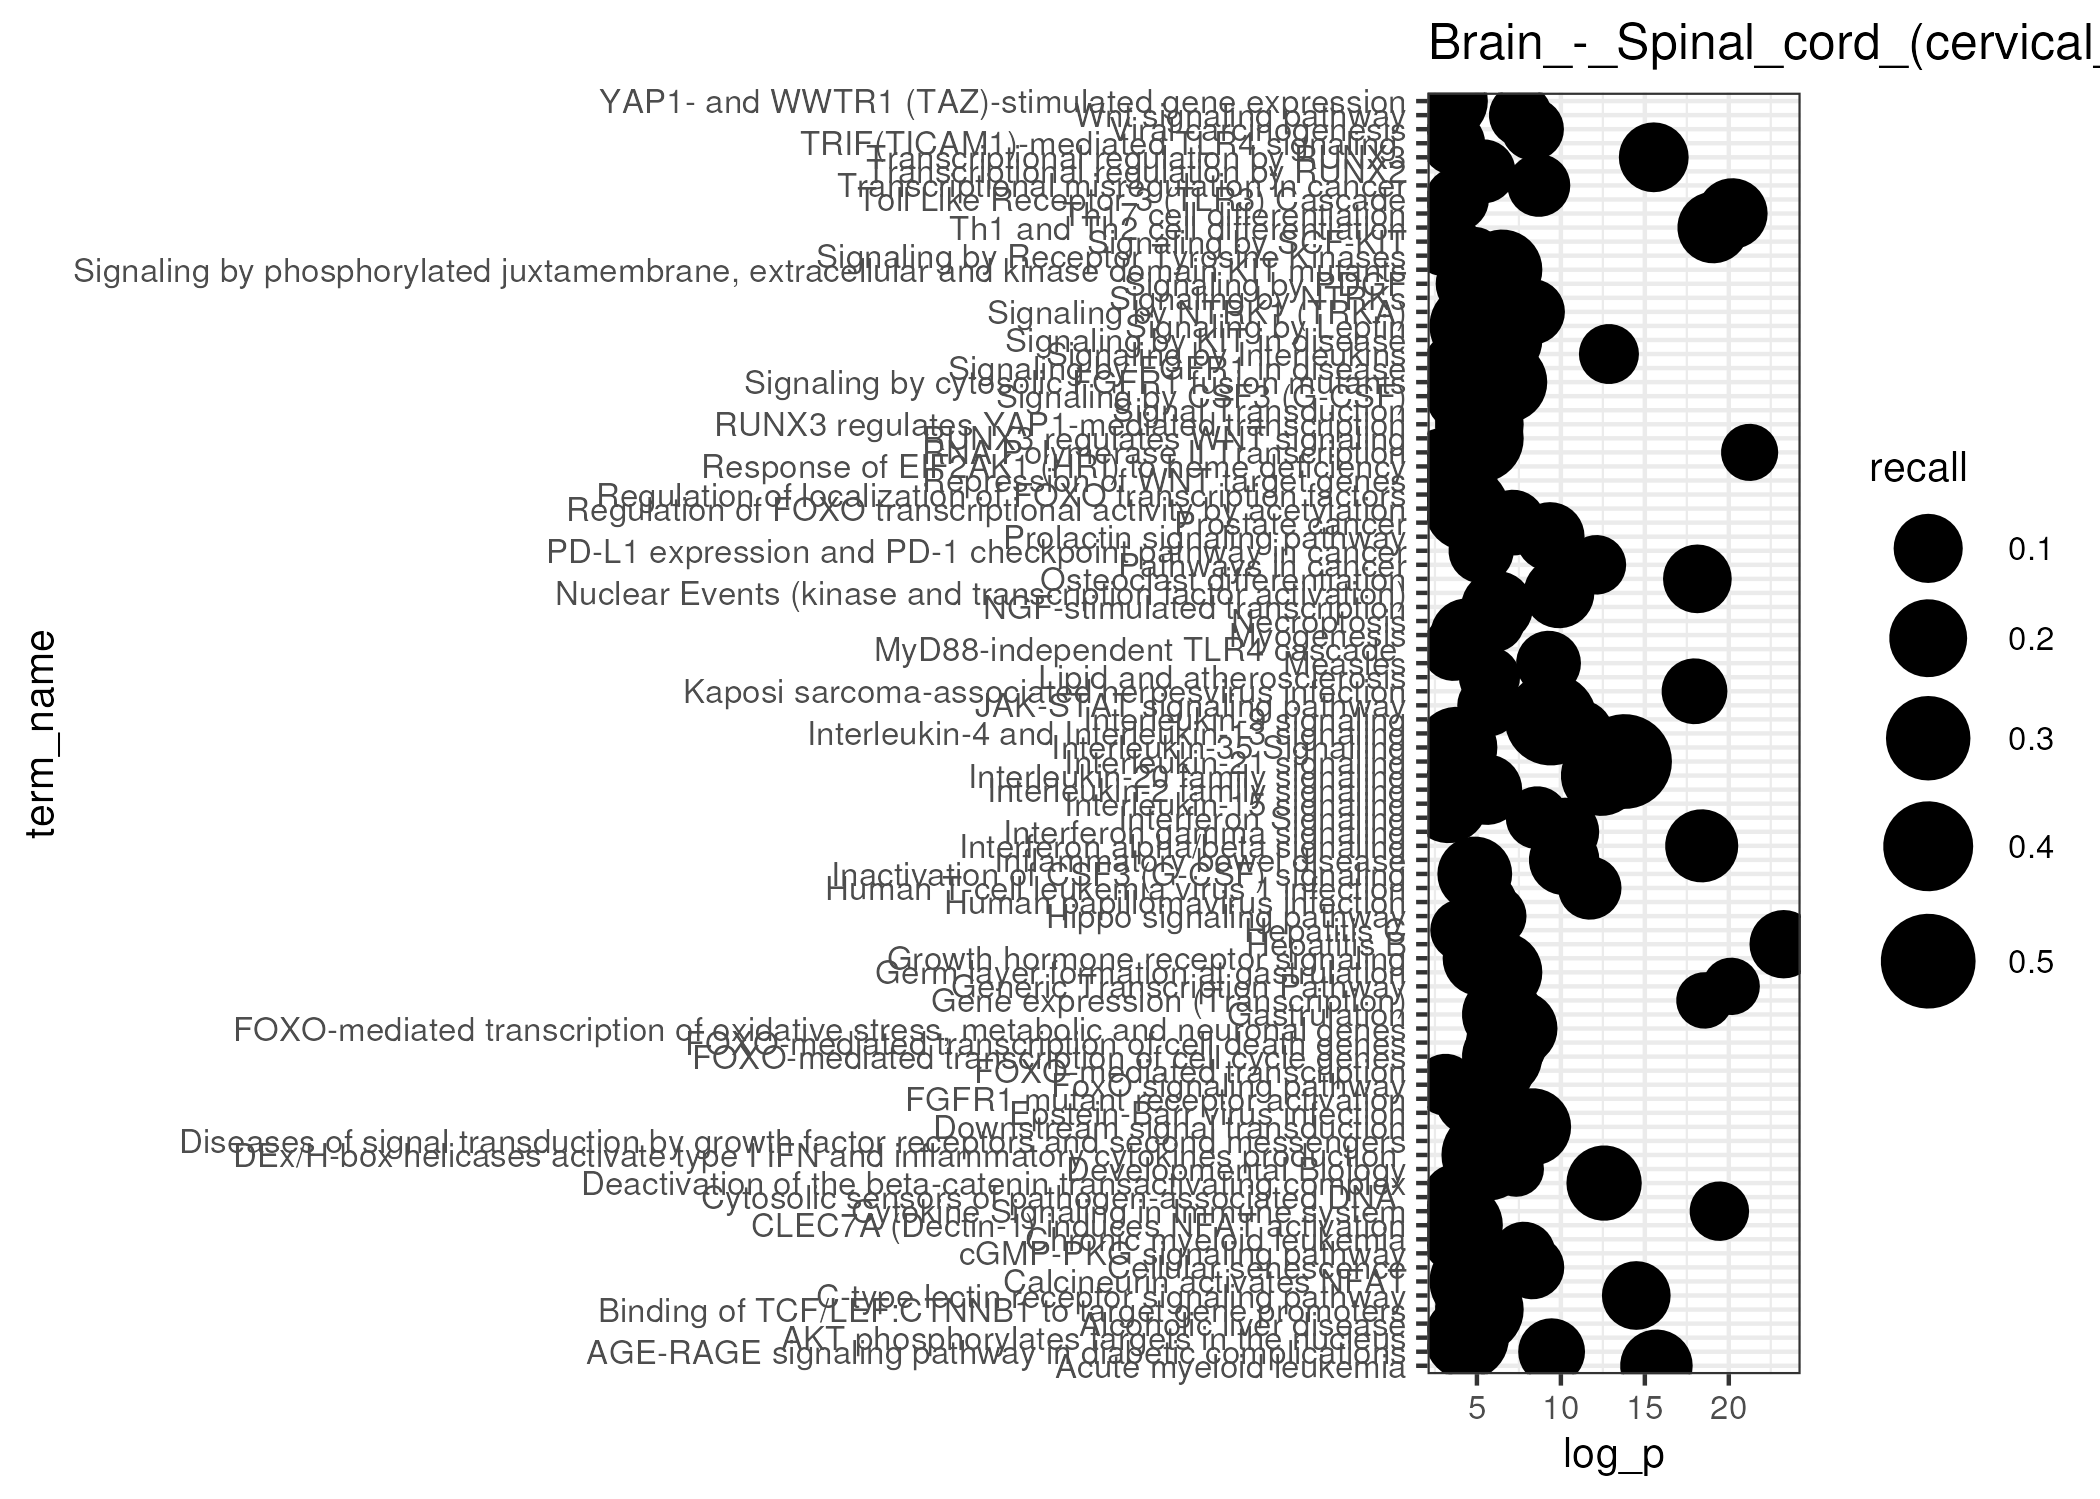 Brain_-_Spinal_cord_(cervical_
YAP1- and WWTR1 (TAZ)-stimulated gene expression
Wnt signaling pathway
Viral carcinogenesis
TRIF(TICAM1)-mediated TLR4 signaling
Transcriptional regulation by RUNX3
Transcriptional regulation by RUNX2
Transcriptional misregulation in cancer
Toll Like Receptor 3 (TLR3) Cascade
Th17 cell differentiation
Th1 and Th2 cell differentiation
Signaling by SCF-KIT
Signaling by Receptor Tyrosine Kinases
Signaling by phosphorylated juxtamembrane, extracellular and kinase domain KIT mutants
Signaling by PDGF
Signaling by NTRKs
Signaling by NTRK1 (TRKA)
Signaling by Leptin
Signaling by KIT in disease
Signaling by Interleukins
Signaling by FGFR1 in disease
Signaling by cytosolic FGFR1 fusion mutants
Signaling by CSF3 (G-CSF)
Signal Transduction
RUNX3 regulates YAP1-mediated transcription
RUNX3 regulates WNT signaling
RNA Polymerase II Transcription
Response of EIF2AK1 (HRI) to heme deficiency
Repression of WNT target genes
Regulation of localization of FOXO transcription factors
Regulation of FOXO transcriptional activity by acetylation
Prostate cancer
Prolactin signaling pathway
PD-L1 expression and PD-1 checkpoint pathway in cancer
Pathways in cancer
Osteoclast differentiation
Nuclear Events (kinase and transcription factor activation)
NGF-stimulated transcription
Necroptosis
Myogenesis
MyD88-independent TLR4 cascade
Measles
Lipid and atherosclerosis
Kaposi sarcoma-associated herpesvirus infection
JAK-STAT signaling pathway
Interleukin-9 signaling
Interleukin-4 and Interleukin-13 signaling
Interleukin-35 Signalling
Interleukin-21 signaling
Interleukin-20 family signaling
Interleukin-2 family signaling
Interleukin-15 signaling
Interferon Signaling
Interferon gamma signaling
Interferon alpha/beta signaling
Inflammatory bowel disease
Inactivation of CSF3 (G-CSF) signaling
Human T-cell leukemia virus 1 infection
Human papillomavirus infection
Hippo signaling pathway
Hepatitis C
Hepatitis B
Growth hormone receptor signaling
Germ layer formation at gastrulation
Generic Transcription Pathway
Gene expression (Transcription)
Gastrulation
FOXO-mediated transcription of oxidative stress, metabolic and neuronal genes
FOXO-mediated transcription of cell death genes
FOXO-mediated transcription of cell cycle genes
FOXO-mediated transcription
FoxO signaling pathway
FGFR1 mutant receptor activation
Epstein-Barr virus infection
Downstream signal transduction
Diseases of signal transduction by growth factor receptors and second messengers
DEx/H-box helicases activate type I IFN and inflammatory cytokines production
Developmental Biology
Deactivation of the beta-catenin transactivating complex
Cytosolic sensors of pathogen-associated DNA
Cytokine Signaling in Immune system
CLEC7A (Dectin-1) induces NFAT activation
Chronic myeloid leukemia
cGMP-PKG signaling pathway
Cellular senescence
Calcineurin activates NFAT
C-type lectin receptor signaling pathway
Binding of TCF/LEF:CTNNB1 to target gene promoters
Alcoholic liver disease
AKT phosphorylates targets in the nucleus
AGE-RAGE signaling pathway in diabetic complications
Acute myeloid leukemia
term_name
5 10 15 20
log_p
recall
0.1
0.2
0.3
0.4
0.5